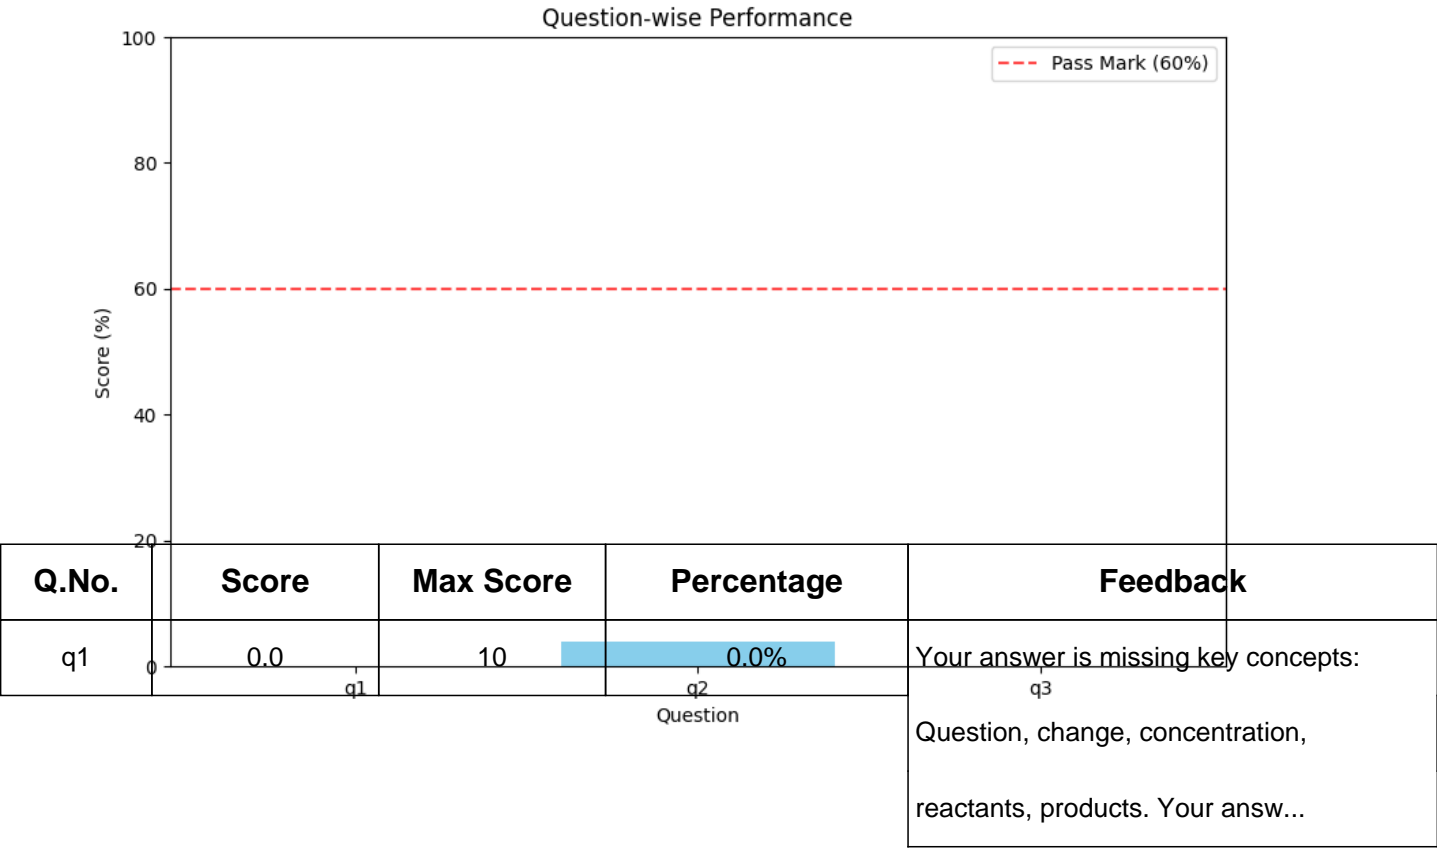 Question-wise Performance
100
Pass Mark (60%)
80
60
Score (%)
40
20
Q.No. Score Max Score Percentage Feedback
q1 0.0 10 0.0% Your answer is missing key concepts:
0
q1 q2 q3
Question
Question, change, concentration,
reactants, products. Your answ...